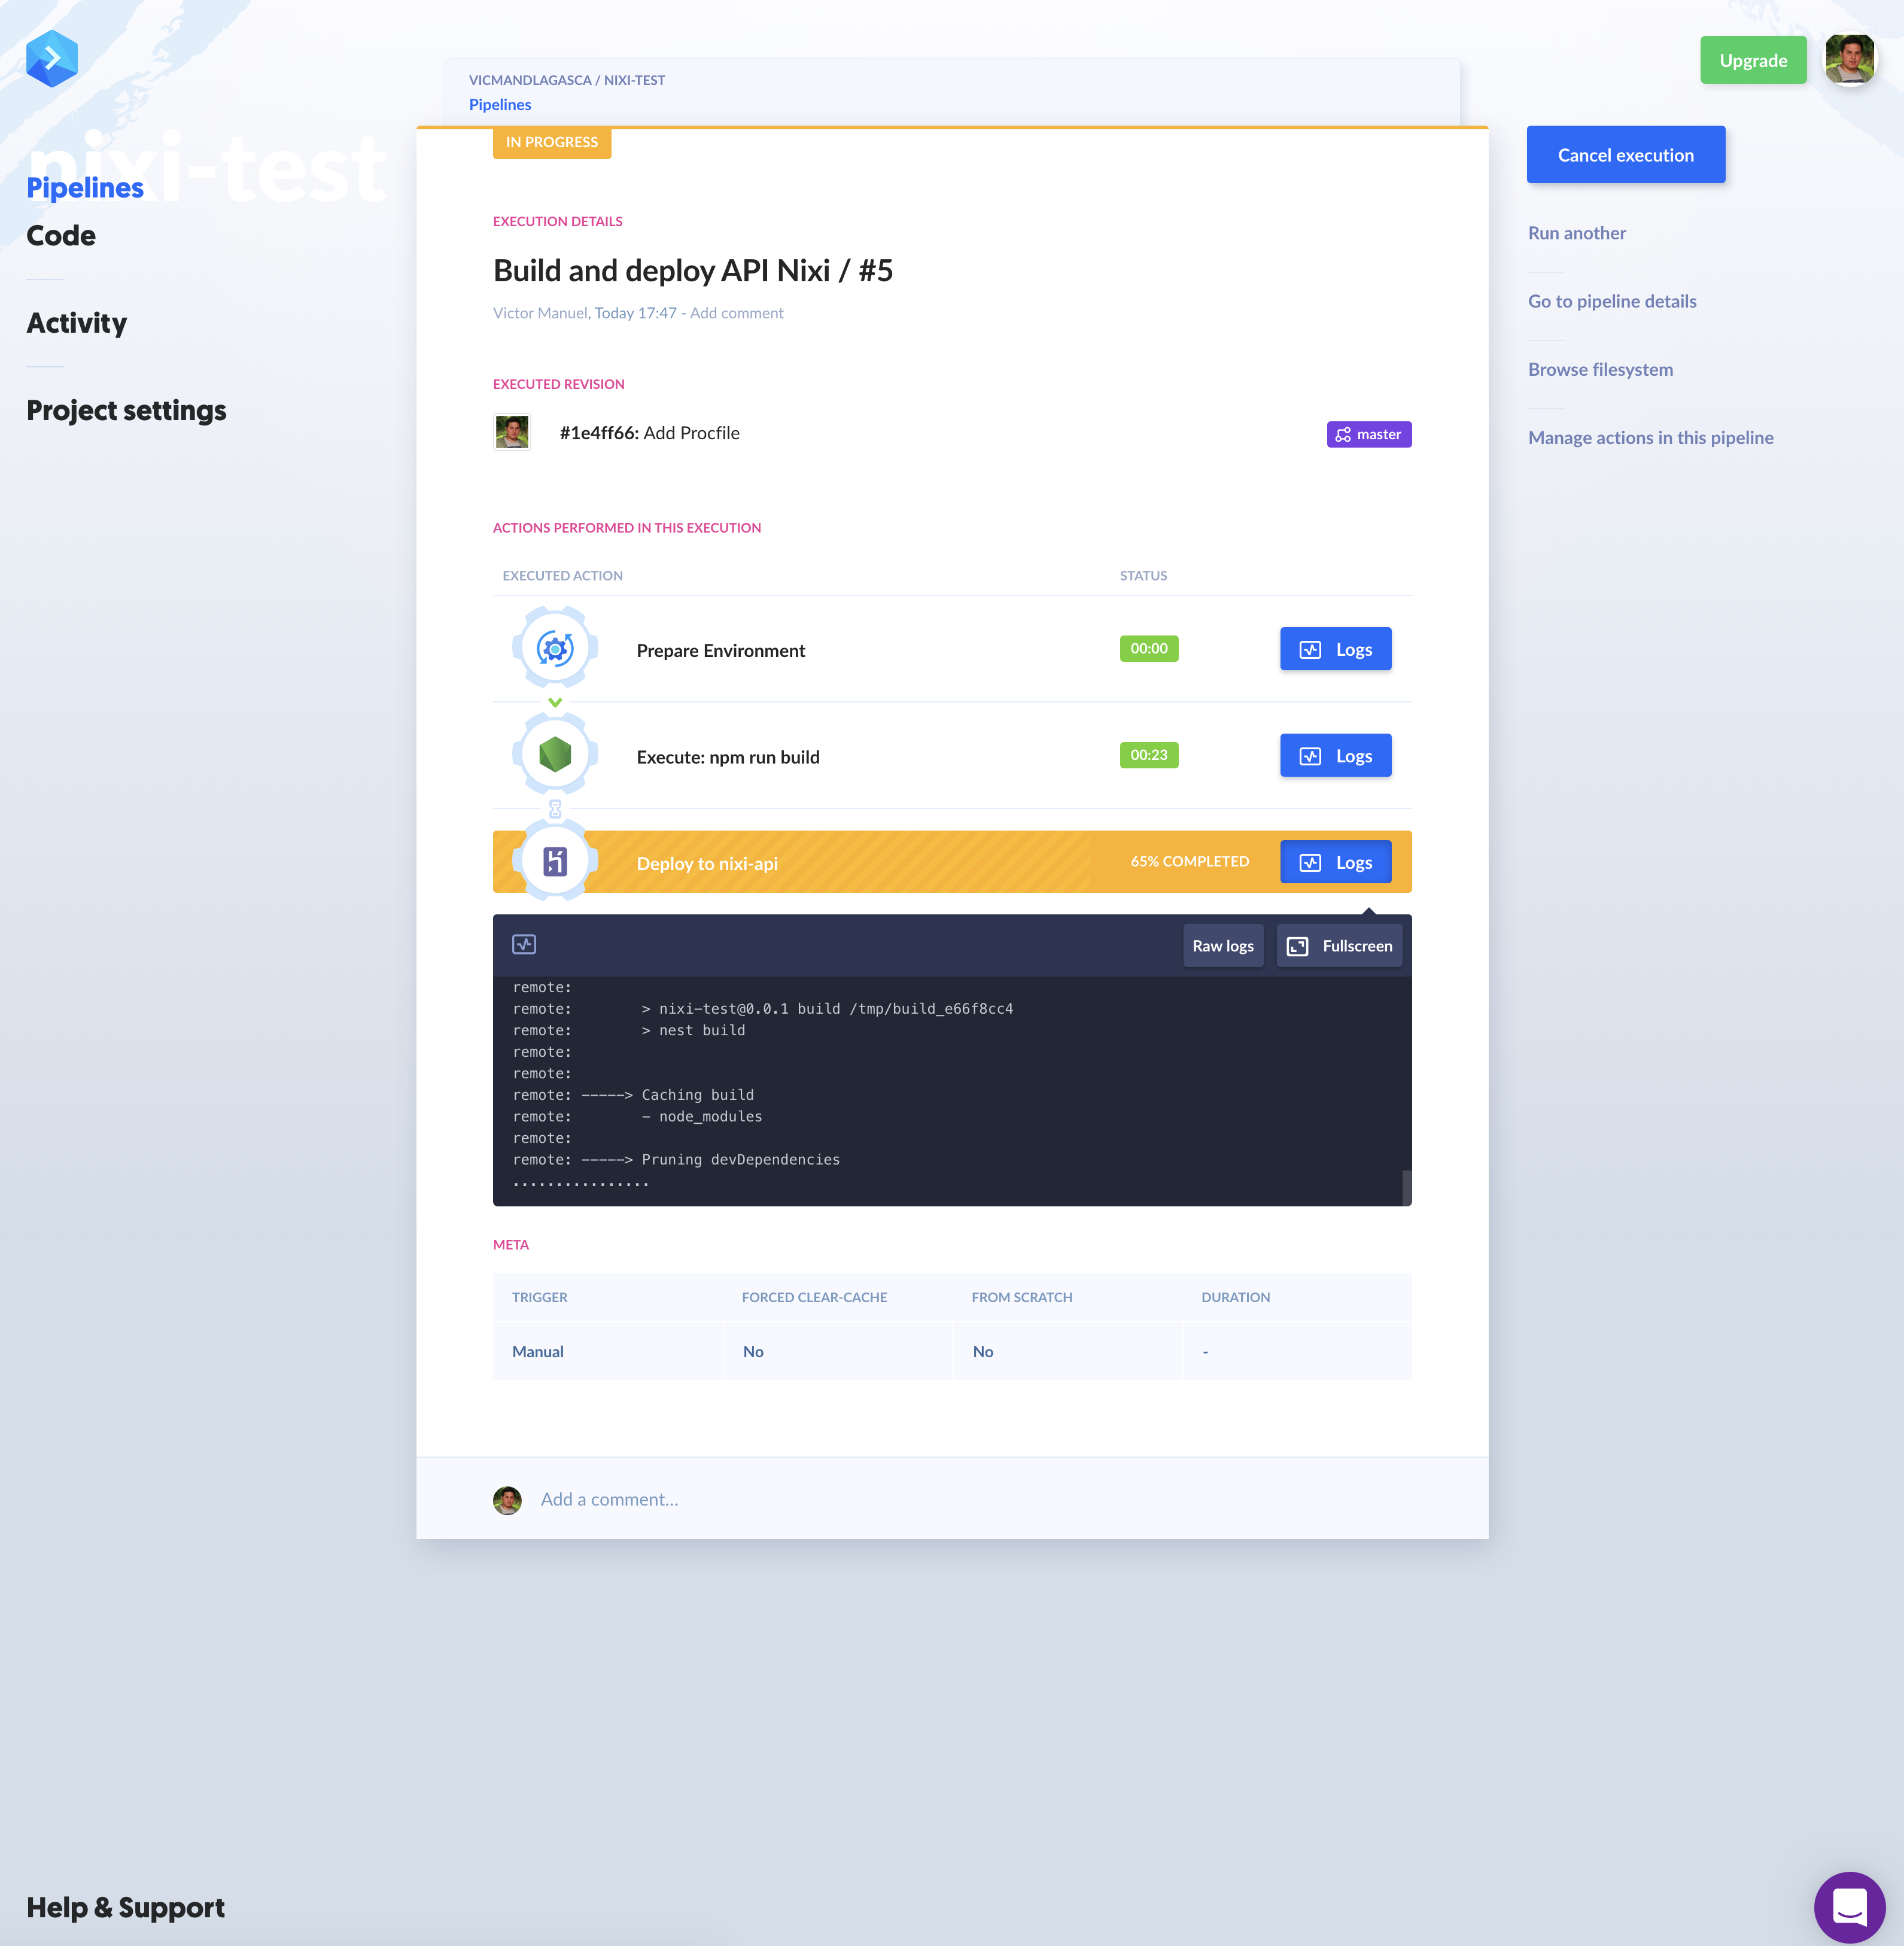 Upgrade
VICMANDLAGASCA / NIXI-TEST
Pipelines
nixi-test
Pipelines
Code
Activity
Project settings
IN PROGRESS
Cancel execution
Run another
Go to pipeline details
Browse filesystem
Manage actions in this pipeline
EXECUTION DETAILS
Build and deploy API Nixi / #5
Victor Manuel, Today 17:47 - Add comment
EXECUTED REVISION
#1e4ff66: Add Procfile
master
ACTIONS PERFORMED IN THIS EXECUTION
EXECUTED ACTION STATUS
Prepare Environment 00:00 Logs
Execute: npm run build 00:23 Logs
Deploy to nixi-api 65% COMPLETED Logs
Raw logs Fullscreen
remote:
remote:        > nixi-test@0.0.1 build /tmp/build_e66f8cc4
remote:        > nest build
remote:
remote:
remote: -----> Caching build
remote:        - node_modules
remote:
remote: -----> Pruning devDependencies
................
META
TRIGGER FORCED CLEAR-CACHE FROM SCRATCH DURATION
Manual No No -
Add a comment...
Help & Support